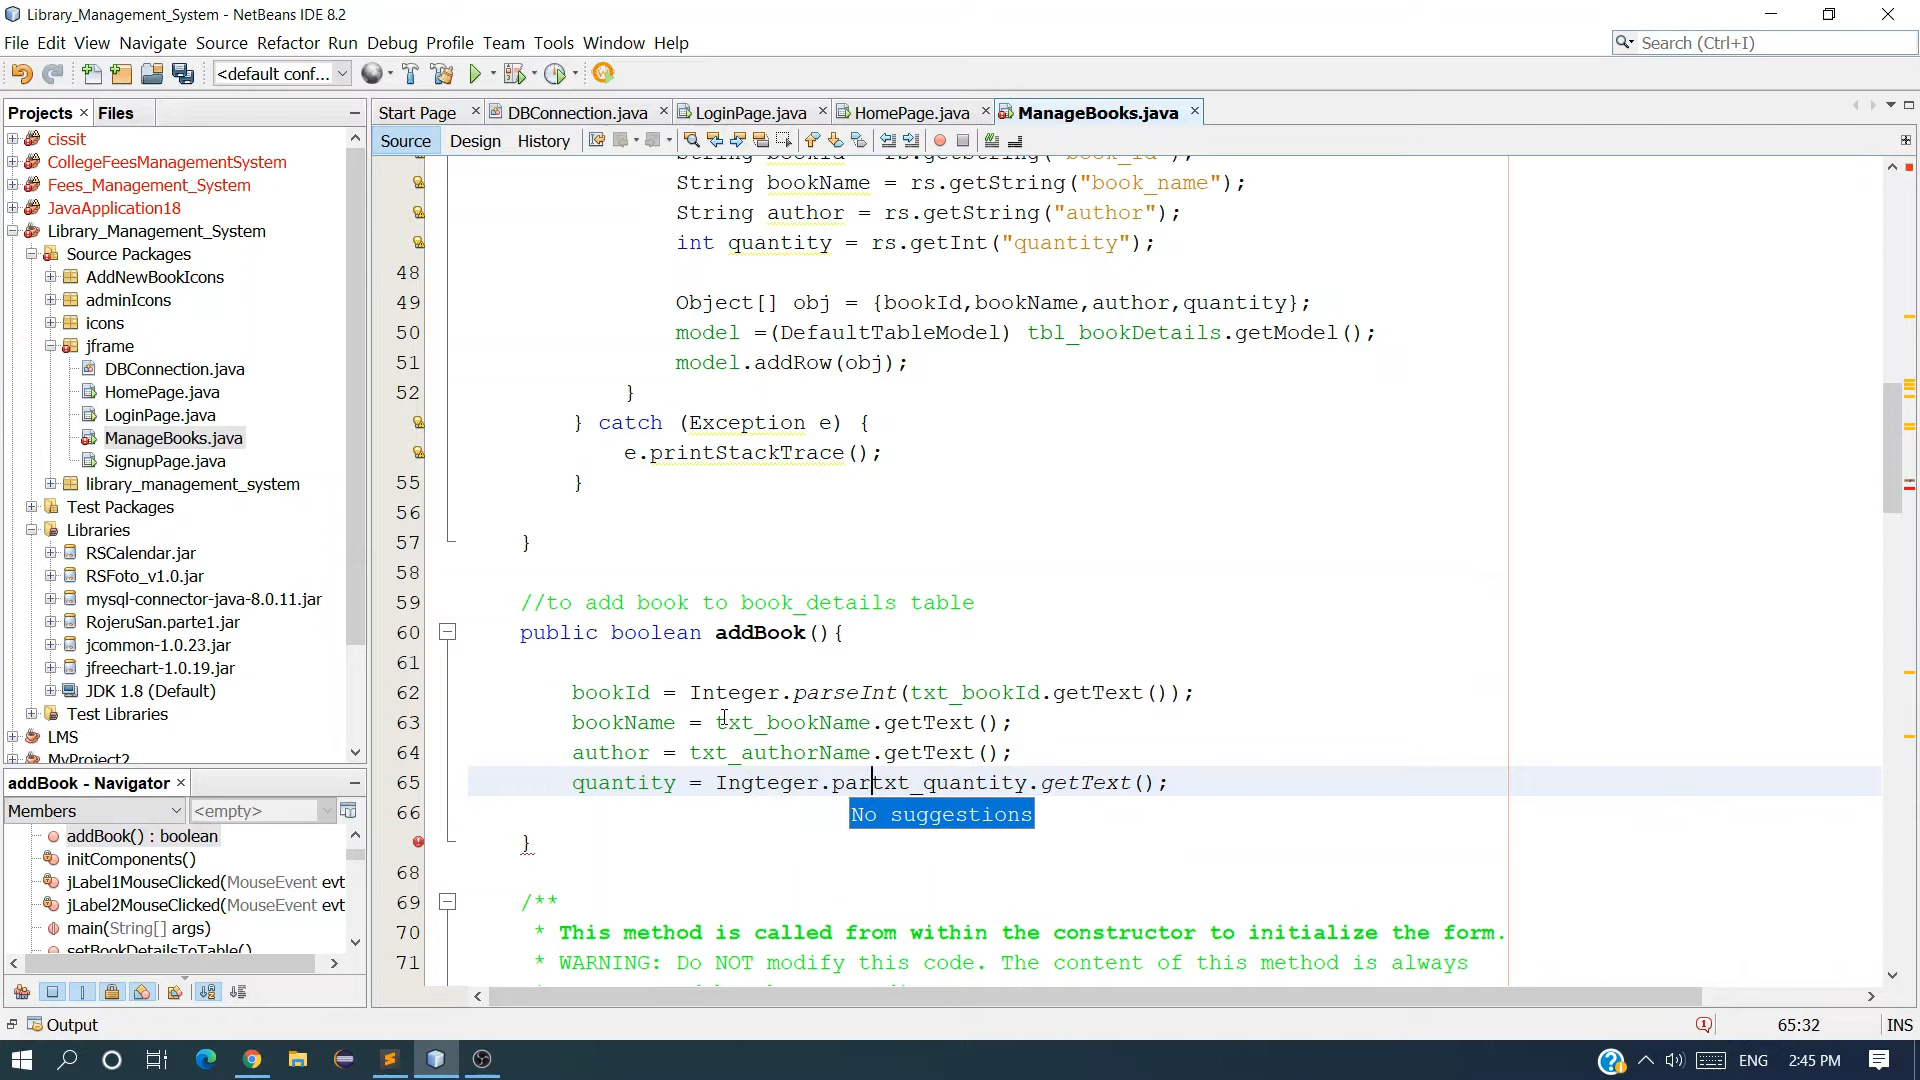 Library_Management_System - NetBeans IDE 8.2
File Edit View Navigate Source Refactor Run Debug Profile Team Tools Window Help
Search (Ctrl+I)
<default conf...
Projects Files
Start Page DBConnection.java LoginPage.java HomePage.java ManageBooks.java
Source Design History
cissit
CollegeFeesManagementSystem
Fees_Management_System
JavaApplication18
Library_Management_System
Source Packages
AddNewBookIcons
adminIcons
icons
jframe
DBConnection.java
HomePage.java
LoginPage.java
ManageBooks.java
SignupPage.java
library_management_system
Test Packages
Libraries
RSCalendar.jar
RSFoto_v1.0.jar
mysql-connector-java-8.0.11.jar
RojeruSan.parte1.jar
jcommon-1.0.23.jar
jfreechart-1.0.19.jar
JDK 1.8 (Default)
Test Libraries
LMS
MyProject2
addBook - Navigator
Members <empty>
addBook() : boolean
initComponents()
jLabel1MouseClicked(MouseEvent evt
jLabel2MouseClicked(MouseEvent evt
main(String[] args)
setBookDetailsToTable()
String bookId = rs.getString("book_id");
String bookName = rs.getString("book_name");
String author = rs.getString("author");
int quantity = rs.getInt("quantity");
48
49 Object[] obj = {bookId,bookName,author,quantity};
50 model =(DefaultTableModel) tbl_bookDetails.getModel();
51 model.addRow(obj);
52 }
} catch (Exception e) {
e.printStackTrace();
55 }
56
57 }
58
59 //to add book to book_details table
60 public boolean addBook(){
61
62 bookId = Integer.parseInt(txt_bookId.getText());
63 bookName = txt_bookName.getText();
64 author = txt_authorName.getText();
65 quantity = Ingteger.partxt_quantity.getText();
66 No suggestions
}
68
69 /**
70 * This method is called from within the constructor to initialize the form.
71 * WARNING: Do NOT modify this code. The content of this method is always
Output
65:32 INS
ENG 2:45 PM